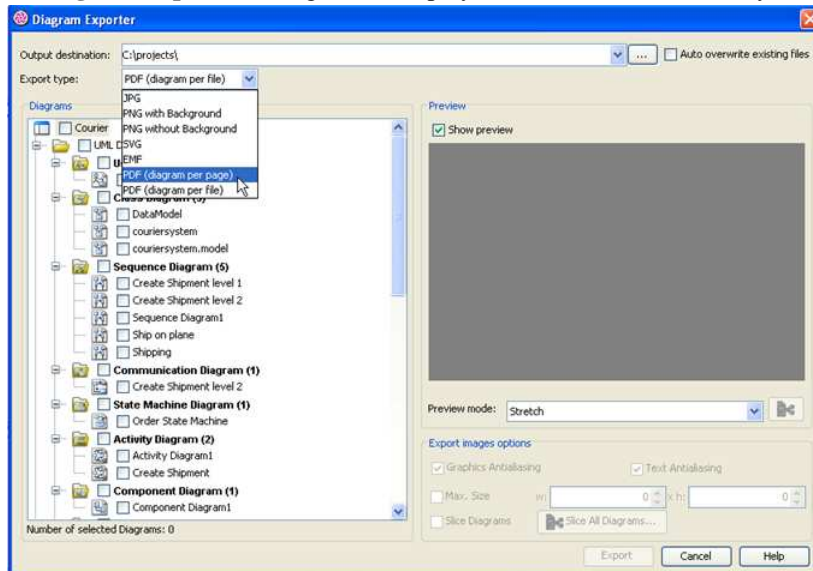 Diagram Exporter
Output destination: C:\projects\ ... Auto overwrite existing files
Export type: PDF (diagram per file)
JPG
PNG with Background
PNG without Background
SVG
EMF
PDF (diagram per page)
PDF (diagram per file)
Diagrams
Courier
UML D
U
Class Diagram (3)
DataModel
couriersystem
couriersystem.model
Sequence Diagram (5)
Create Shipment level 1
Create Shipment level 2
Sequence Diagram1
Ship on plane
Shipping
Communication Diagram (1)
Create Shipment level 2
State Machine Diagram (1)
Order State Machine
Activity Diagram (2)
Activity Diagram1
Create Shipment
Component Diagram (1)
Component Diagram1
Number of selected Diagrams: 0
Preview
Show preview
Preview mode: Stretch
Export images options
Graphics Antialiasing Text Antialiasing
Max. Size w: 0 x h: 0
Slice Diagrams Slice All Diagrams...
Export Cancel Help